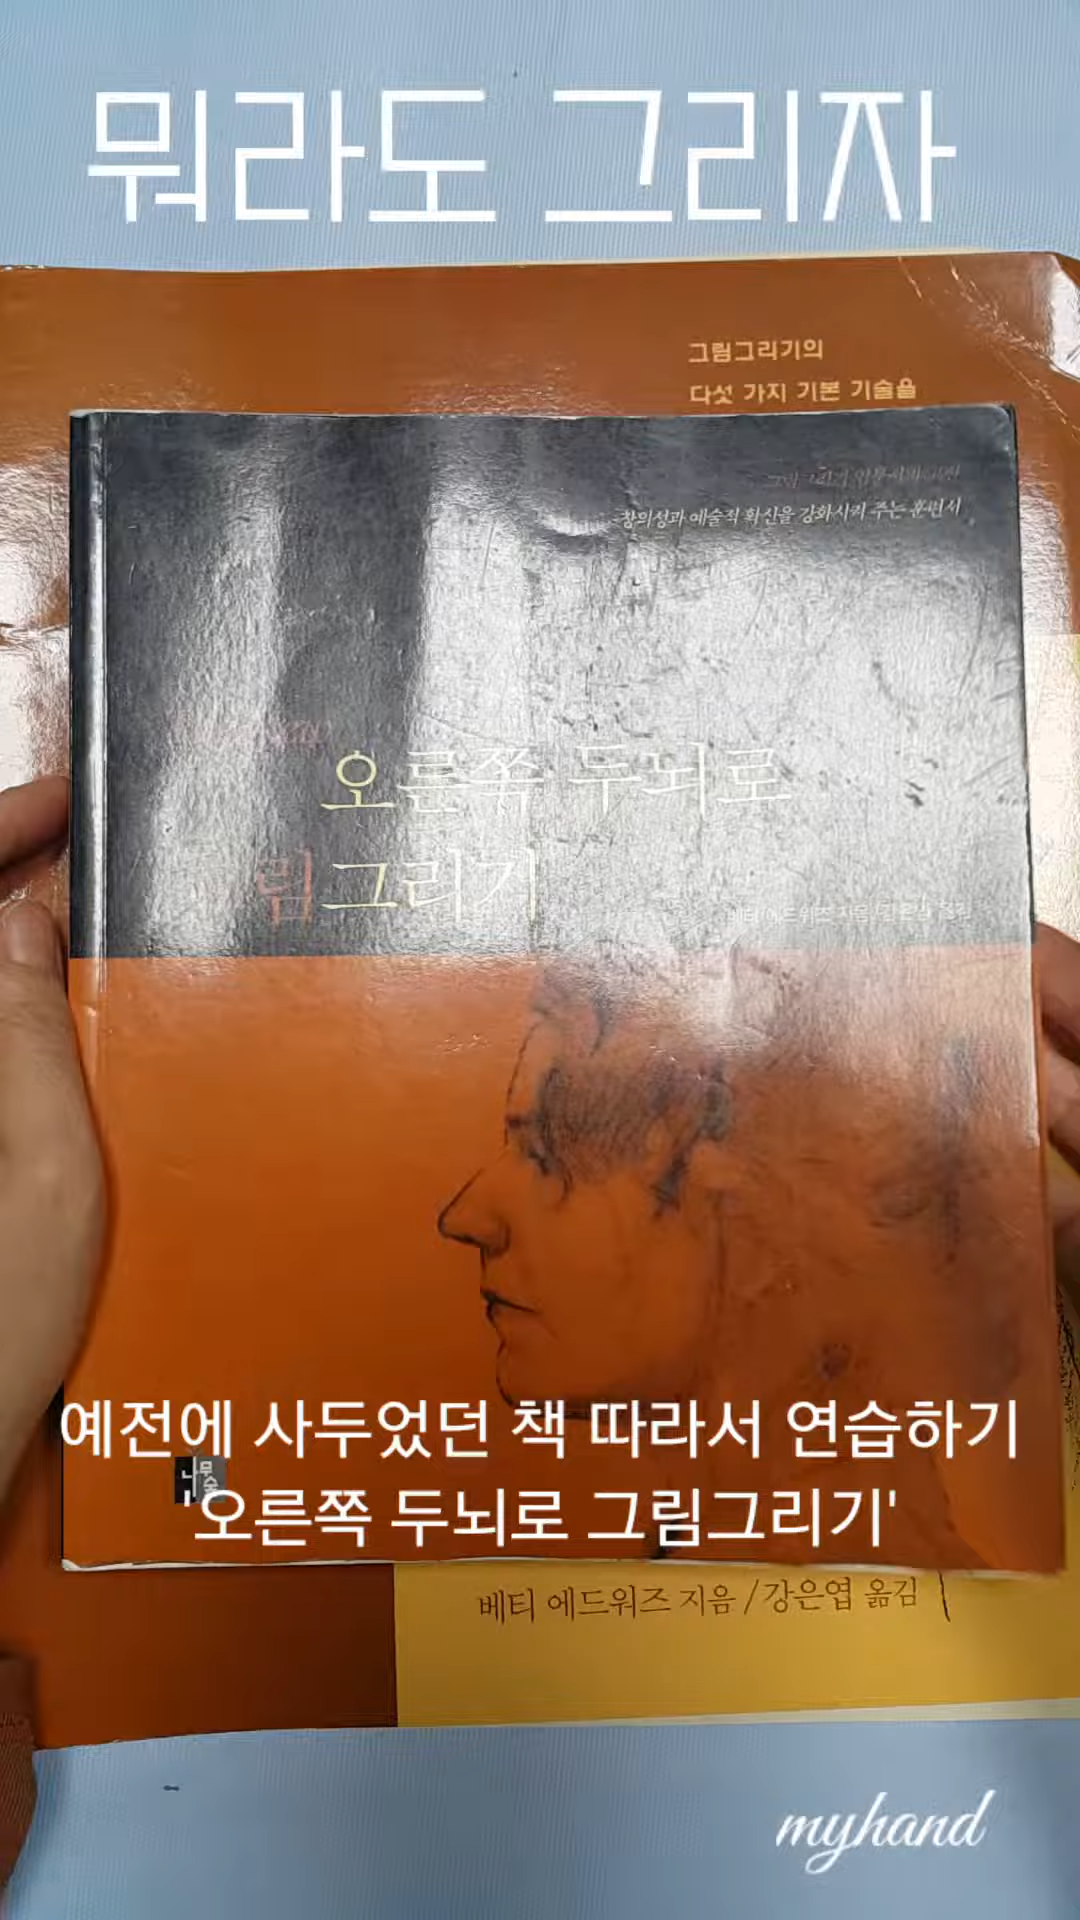 뭐라도 그리자
그림그리기의
다섯 가지 기본 기술을
창의성과 예술적 확신을 강화시켜 주는 훈련서
오른쪽 두뇌로
림그리기
예전에 사두었던 책 따라서 연습하기
나무숲
'오른쪽 두뇌로 그림그리기'
베티 에드워즈 지음 / 강은엽 옮김
myhand